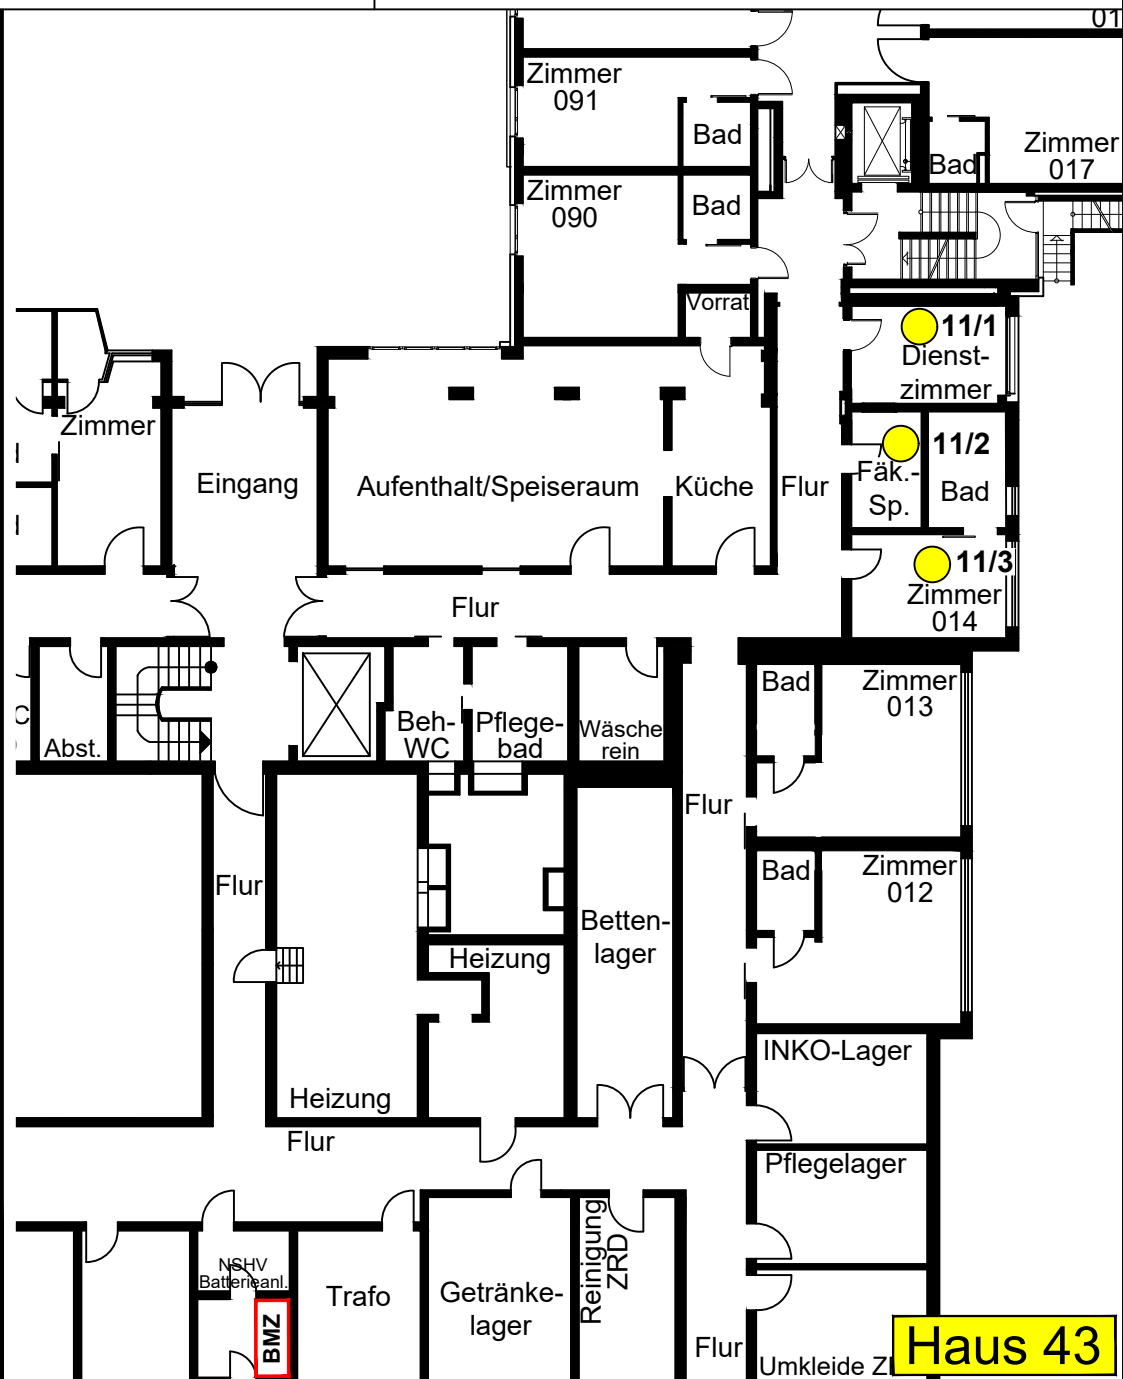 01
Zimmer
091
Bad
Zimmer
017
Bad
Zimmer
090
Bad
Vorrat
11/1
Dienst-
zimmer
Zimmer
Eingang
Aufenthalt/Speiseraum
Küche
Flur
11/2
Fäk.-
Sp.
Bad
11/3
Zimmer
014
Flur
Abst.
Beh-
WC
Pflege-
bad
Wäsche
rein
Bad
Zimmer
013
Flur
Flur
Bad
Zimmer
012
Betten-
lager
Heizung
Heizung
INKO-Lager
Flur
Pflegelager
NSHV
Batterieanl.
BMZ
Trafo
Getränke-
lager
Reinigung
ZRD
Flur
Umkleide
Haus 43